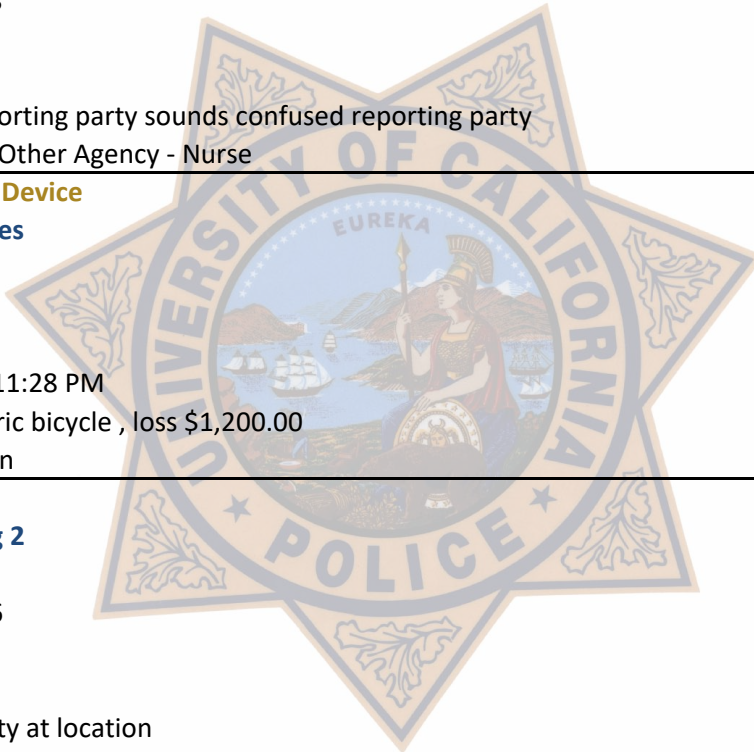 orting party sounds confused reporting party
Other Agency - Nurse
Device
es
11:28 PM
ric bicycle , loss $1,200.00
n
g 2
ty at location
UNIVERSITY OF CALIFORNIA
EUREKA
POLICE